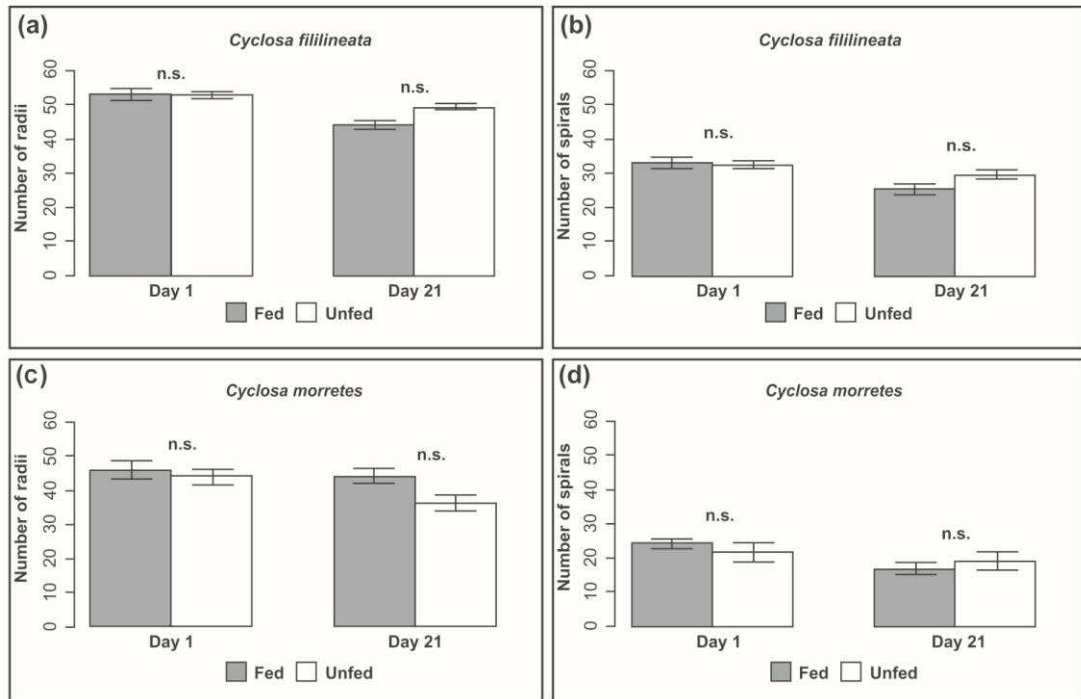 (a)
Cyclosa fililineata
n.s.
n.s.
Number of radii
60
50
40
30
20
10
0
Day 1
Day 21
Fed
Unfed
(b)
Cyclosa fililineata
n.s.
n.s.
Number of spirals
60
50
40
30
20
10
0
Day 1
Day 21
Fed
Unfed
(c)
Cyclosa morretes
n.s.
n.s.
Number of radii
60
50
40
30
20
10
0
Day 1
Day 21
Fed
Unfed
(d)
Cyclosa morretes
n.s.
n.s.
Number of spirals
60
50
40
30
20
10
0
Day 1
Day 21
Fed
Unfed